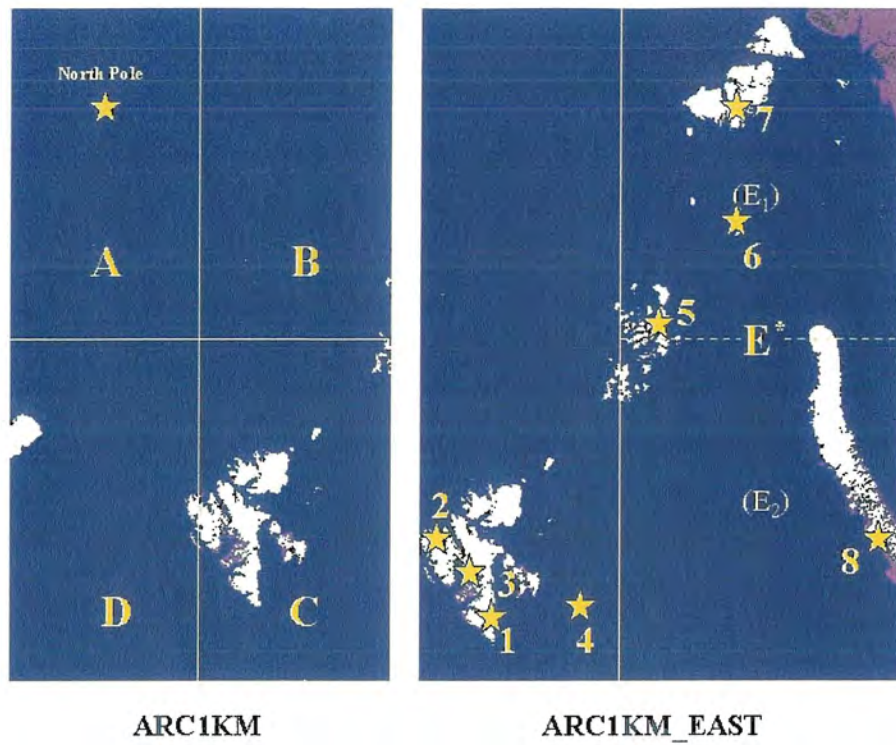 North Pole
A
B
D
C
7
(E₁)
6
5
E*
(E₂)
2
3
1
4
8
ARC1KM
ARC1KM_EAST